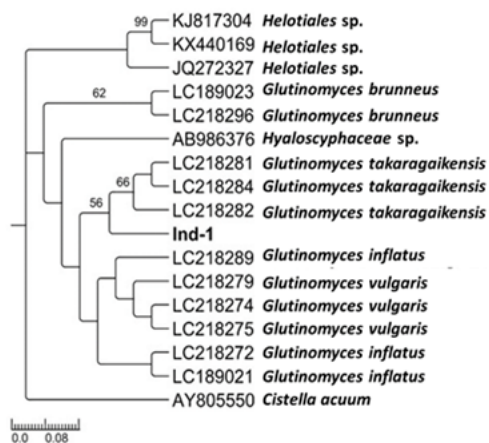 99
KJ817304 Helotiales sp.
KX440169 Helotiales sp.
JQ272327 Helotiales sp.
62
LC189023 Glutinomyces brunneus
LC218296 Glutinomyces brunneus
AB986376 Hyaloscyphaceae sp.
LC218281 Glutinomyces takaragaikensis
66
LC218284 Glutinomyces takaragaikensis
56
LC218282 Glutinomyces takaragaikensis
Ind-1
LC218289 Glutinomyces inflatus
LC218279 Glutinomyces vulgaris
LC218274 Glutinomyces vulgaris
LC218275 Glutinomyces vulgaris
LC218272 Glutinomyces inflatus
LC189021 Glutinomyces inflatus
AY805550 Cistella acuum
0.0 0.08